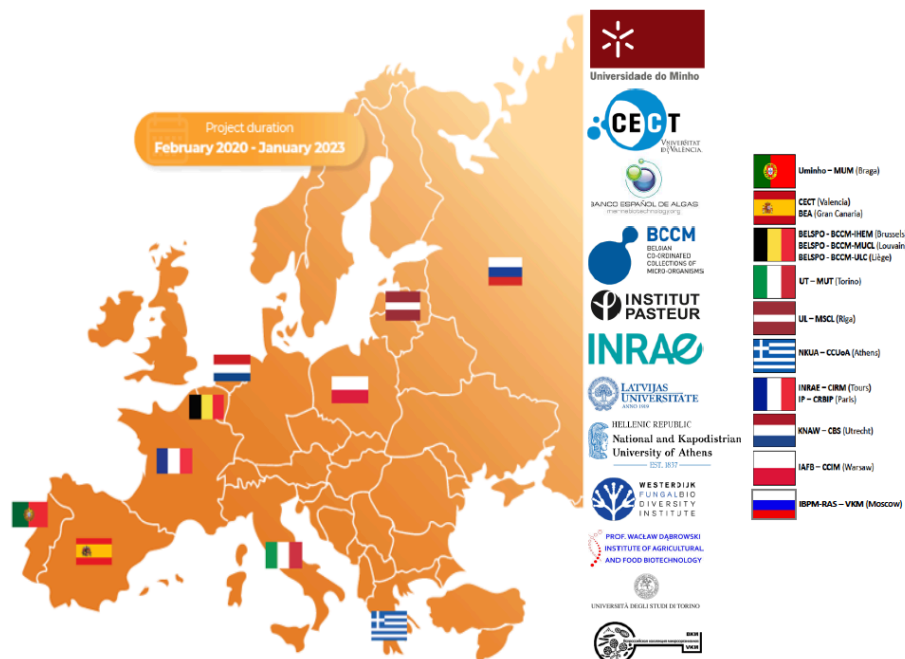 Project duration
February 2020 - January 2023
Universidade do Minho
CECT
VNIVERSITAT
ID VALÈNCIA
BANCO ESPAÑOL DE ALGAS
marinebiotechnology.org
BCCM
BELGIAN
CO-ORDINATED
COLLECTIONS OF
MICRO-ORGANISMS
INSTITUT
PASTEUR
INRAE
LATVIJAS
UNIVERSITĀTE
ANNO 1919
HELLENIC REPUBLIC
National and Kapodistrian
University of Athens
EST. 1837
WESTERDIJK
FUNGALBIO
DIVERSITY
INSTITUTE
PROF. WACŁAW DĄBROWSKI
INSTITUTE OF AGRICULTURAL
AND FOOD BIOTECHNOLOGY
UNIVERSITÀ DEGLI STUDI DI TORINO
ВКМ
VKM
Uminho – MUM (Braga)
CECT (Valencia)
BEA (Gran Canaria)
BELSPO - BCCM-IHEM (Brussels
BELSPO - BCCM-MUCL (Louvain
BELSPO - BCCM-ULC (Liège)
UT – MUT (Torino)
UL – MSCL (Riga)
NKUA – CCUoA (Athens)
INRAE – CIRM (Tours)
IP – CRBIP (Paris)
KNAW – CBS (Utrecht)
IAFB – CCIM (Warsaw)
IBPM-RAS – VKM (Moscow)